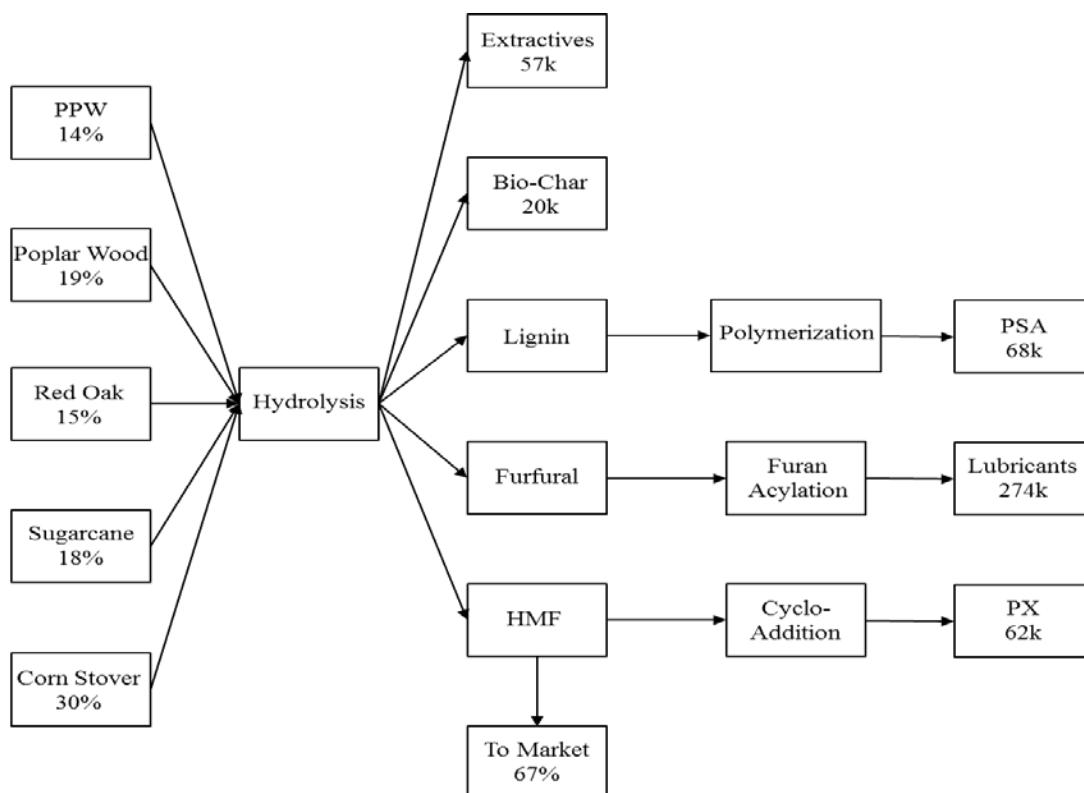 PPW
14%
Poplar Wood
19%
Red Oak
15%
Sugarcane
18%
Corn Stover
30%
Hydrolysis
Extractives
57k
Bio-Char
20k
Lignin
Polymerization
PSA
68k
Furfural
Furan
Acylation
Lubricants
274k
HMF
Cyclo-
Addition
PX
62k
To Market
67%